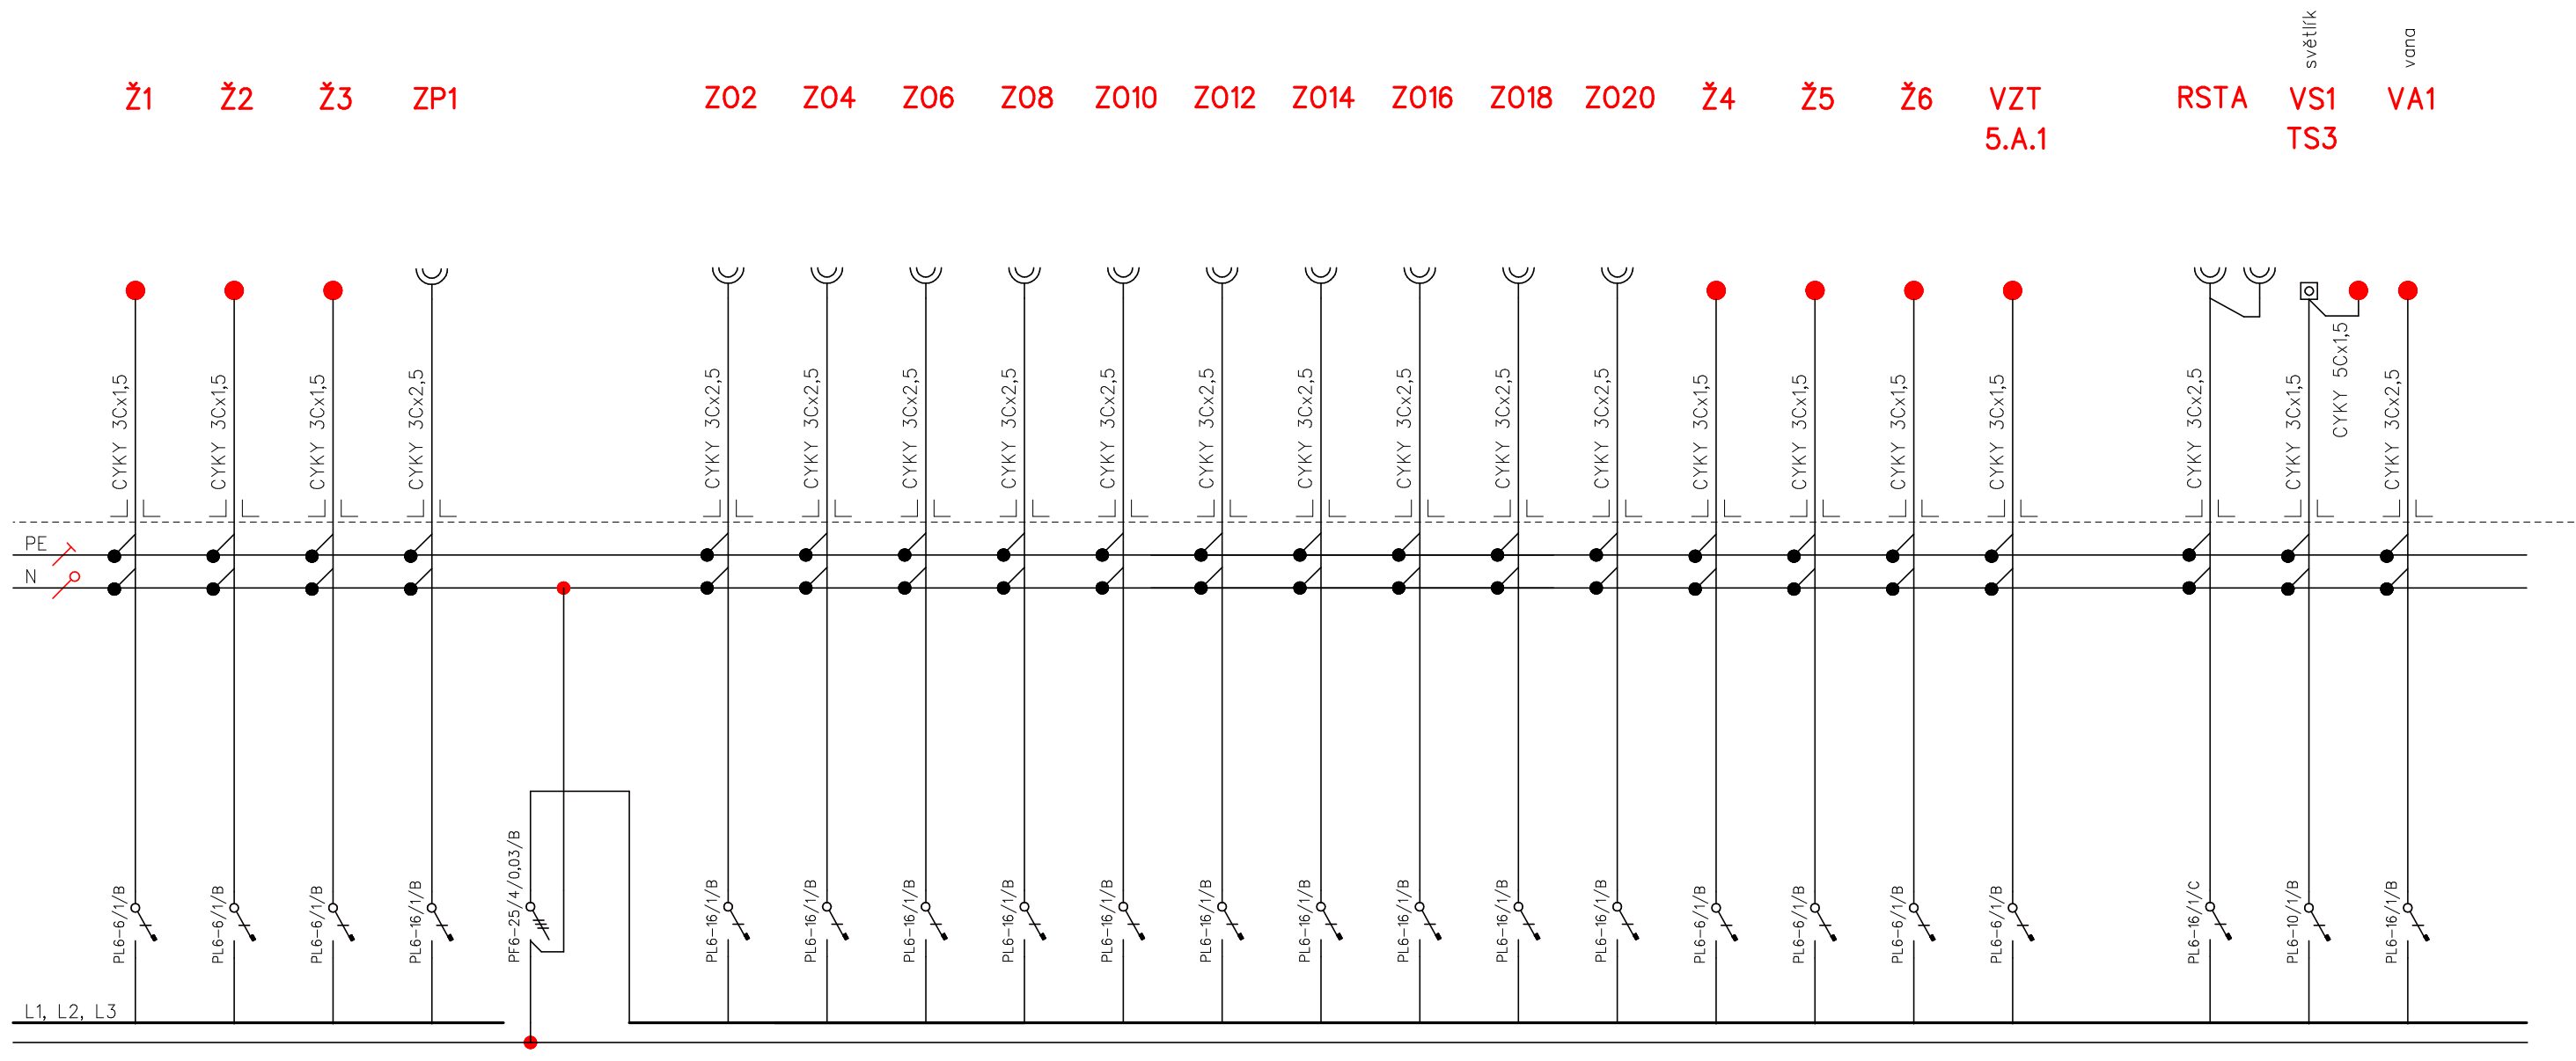 světlík
vana
Ž1
Ž2
Ž3
ZP1
ZO2
ZO4
ZO6
ZO8
ZO10
ZO12
ZO14
ZO16
ZO18
ZO20
Ž4
Ž5
Ž6
VZT
5.A.1
RSTA
VS1
TS3
VA1
CYKY 3Cx1,5
CYKY 3Cx1,5
CYKY 3Cx1,5
CYKY 3Cx2,5
CYKY 3Cx2,5
CYKY 3Cx2,5
CYKY 3Cx2,5
CYKY 3Cx2,5
CYKY 3Cx2,5
CYKY 3Cx2,5
CYKY 3Cx2,5
CYKY 3Cx2,5
CYKY 3Cx2,5
CYKY 3Cx2,5
CYKY 3Cx1,5
CYKY 3Cx1,5
CYKY 3Cx1,5
CYKY 3Cx1,5
CYKY 3Cx2,5
CYKY 3Cx1,5
CYKY 5Cx1,5
CYKY 3Cx2,5
PE
N
PL6-6/1/B
PL6-6/1/B
PL6-6/1/B
PL6-16/1/B
PF6-25/4/0,03/B
PL6-16/1/B
PL6-16/1/B
PL6-16/1/B
PL6-16/1/B
PL6-16/1/B
PL6-16/1/B
PL6-16/1/B
PL6-16/1/B
PL6-16/1/B
PL6-16/1/B
PL6-6/1/B
PL6-6/1/B
PL6-6/1/B
PL6-6/1/B
PL6-16/1/C
PL6-10/1/B
PL6-16/1/B
L1, L2, L3